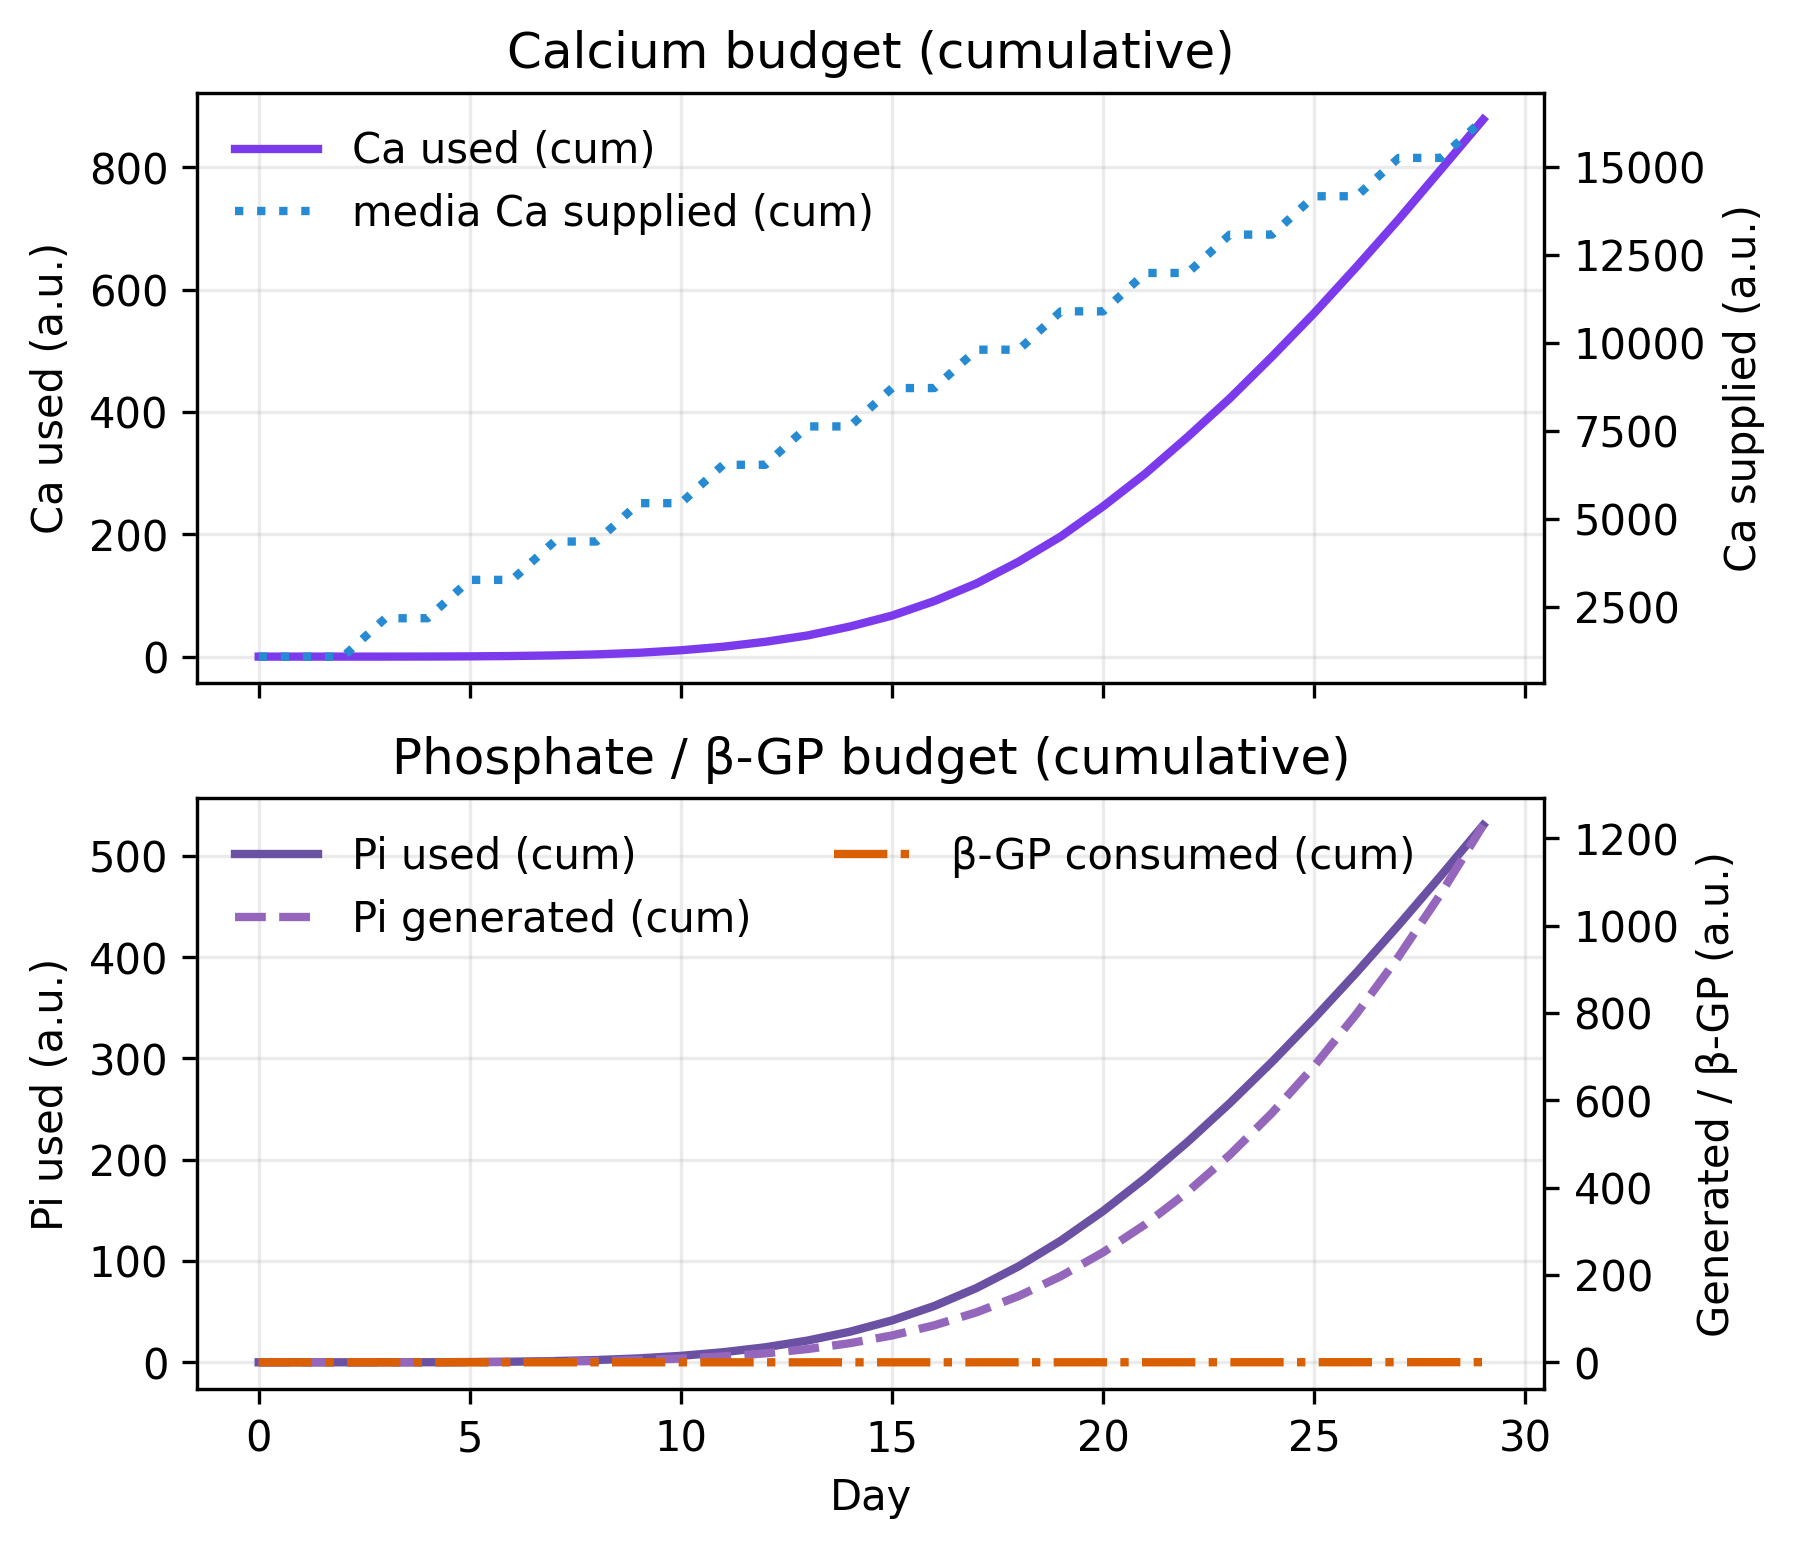 Calcium budget (cumulative)
Ca used (cum)
media Ca supplied (cum)
Ca used (a.u.)
800
600
400
200
0
15000
12500
10000
7500
5000
2500
Ca supplied (a.u.)
Phosphate / β-GP budget (cumulative)
Pi used (cum)
Pi generated (cum)
β-GP consumed (cum)
Pi used (a.u.)
500
400
300
200
100
0
1200
1000
800
600
400
200
0
Generated / β-GP (a.u.)
0 5 10 15 20 25 30
Day